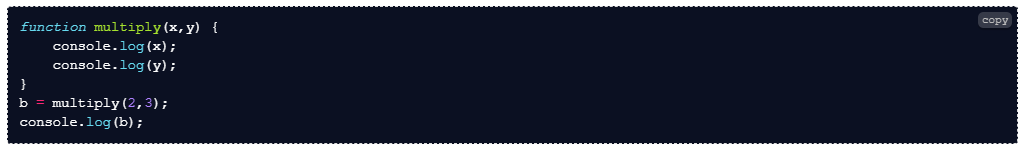 copy
function multiply(x,y) {
    console.log(x);
    console.log(y);
}
b = multiply(2,3);
console.log(b);